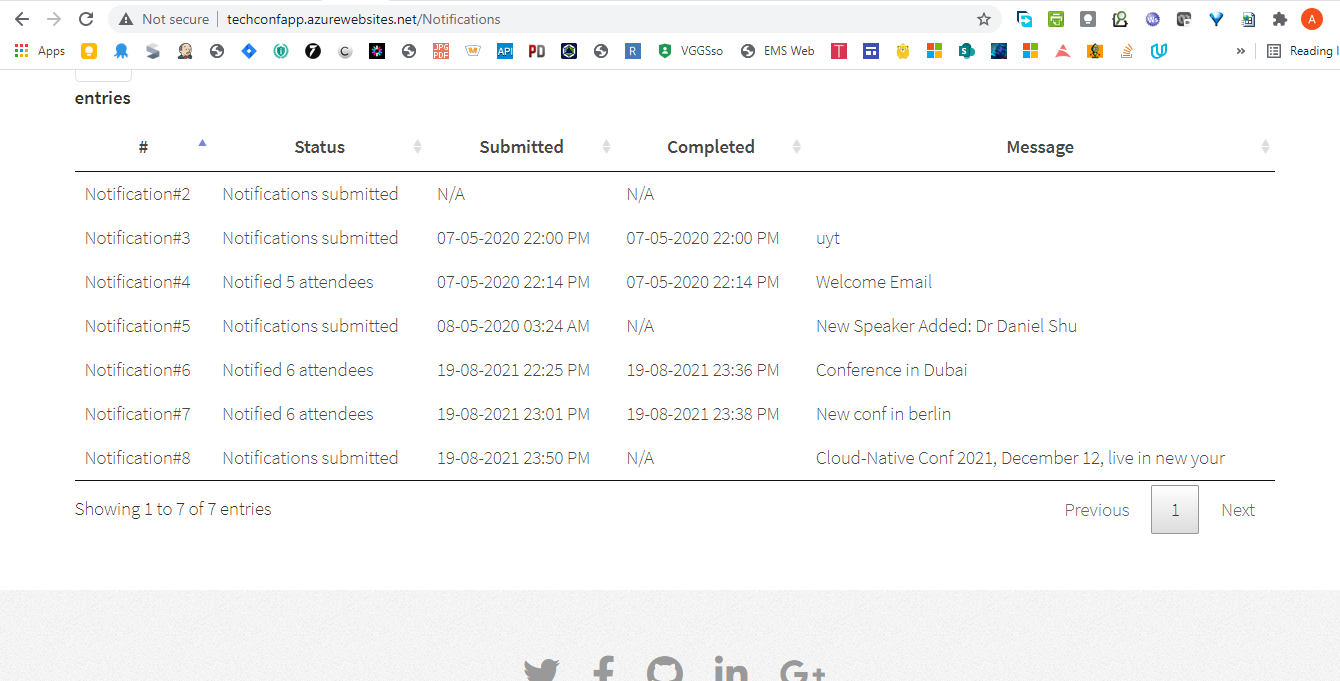 Not secure | techconfapp.azurewebsites.net/Notifications
A
Apps JPG PDF API PD R VGGSso EMS Web T » Reading l
entries
# Status Submitted Completed Message
Notification#2 Notifications submitted N/A N/A
Notification#3 Notifications submitted 07-05-2020 22:00 PM 07-05-2020 22:00 PM uyt
Notification#4 Notified 5 attendees 07-05-2020 22:14 PM 07-05-2020 22:14 PM Welcome Email
Notification#5 Notifications submitted 08-05-2020 03:24 AM N/A New Speaker Added: Dr Daniel Shu
Notification#6 Notified 6 attendees 19-08-2021 22:25 PM 19-08-2021 23:36 PM Conference in Dubai
Notification#7 Notified 6 attendees 19-08-2021 23:01 PM 19-08-2021 23:38 PM New conf in berlin
Notification#8 Notifications submitted 19-08-2021 23:50 PM N/A Cloud-Native Conf 2021, December 12, live in new your
Showing 1 to 7 of 7 entries
Previous 1 Next